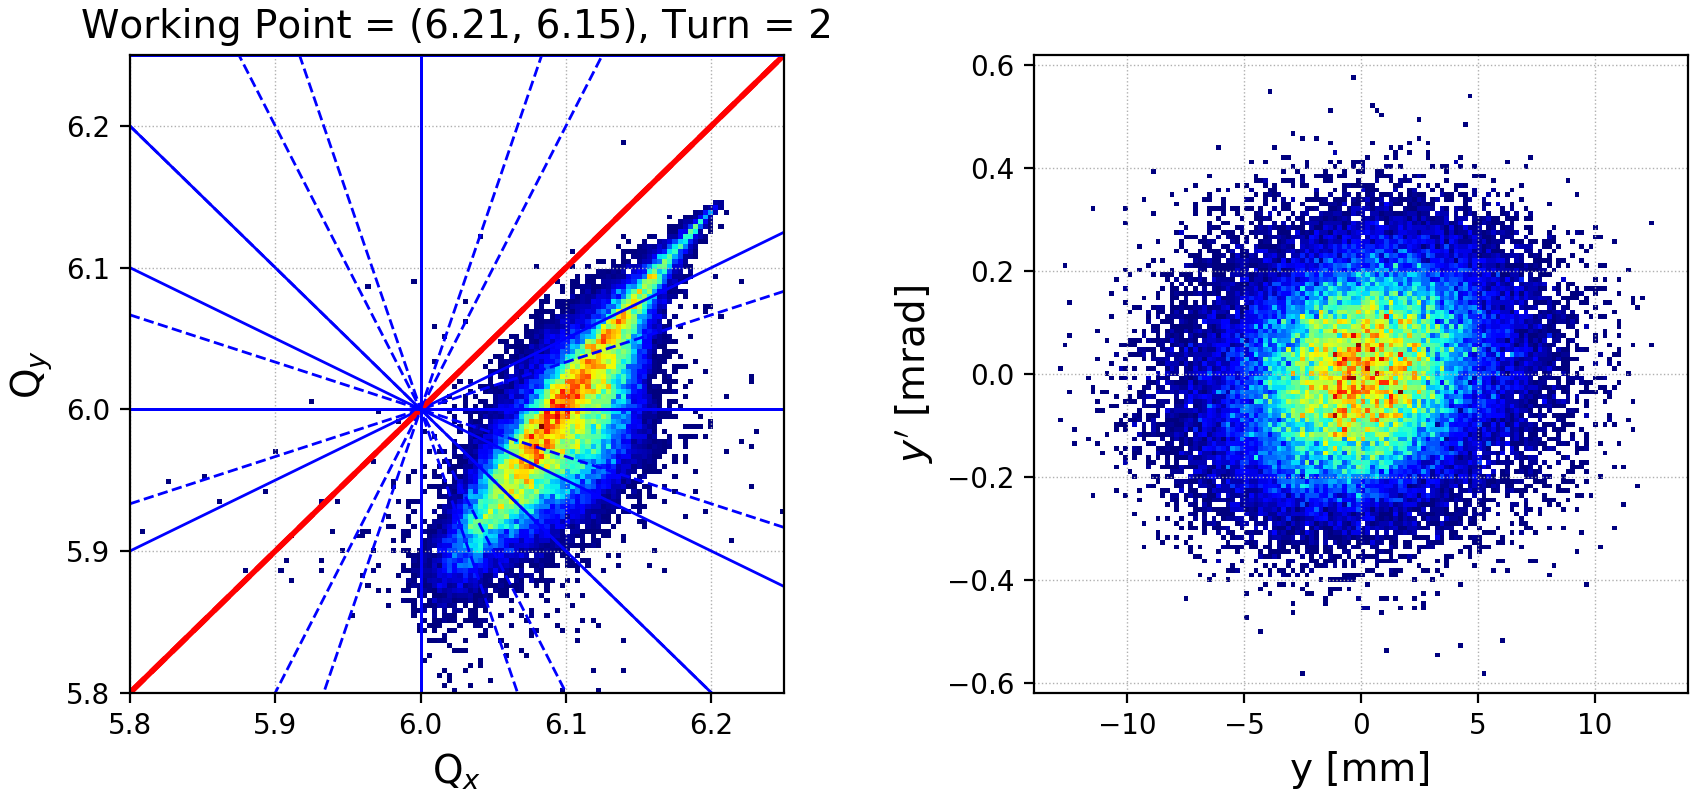 Working Point = (6.21, 6.15), Turn = 2
6.2
6.1
6.0
5.9
5.8
Qy
5.8 5.9 6.0 6.1 6.2
Qx
0.6
0.4
0.2
0.0
−0.2
−0.4
−0.6
y′ [mrad]
−10 −5 0 5 10
y [mm]